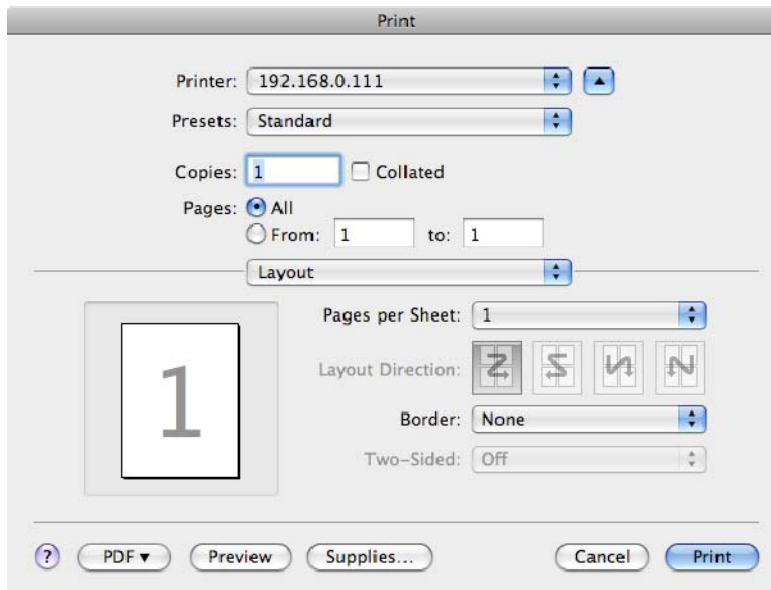 Print
Printer: 192.168.0.111
Presets: Standard
Copies: 1 Collated
Pages: All
From: 1 to: 1
Layout
Pages per Sheet: 1
1
Layout Direction:
Border: None
Two-Sided: Off
? PDF Preview Supplies... Cancel Print